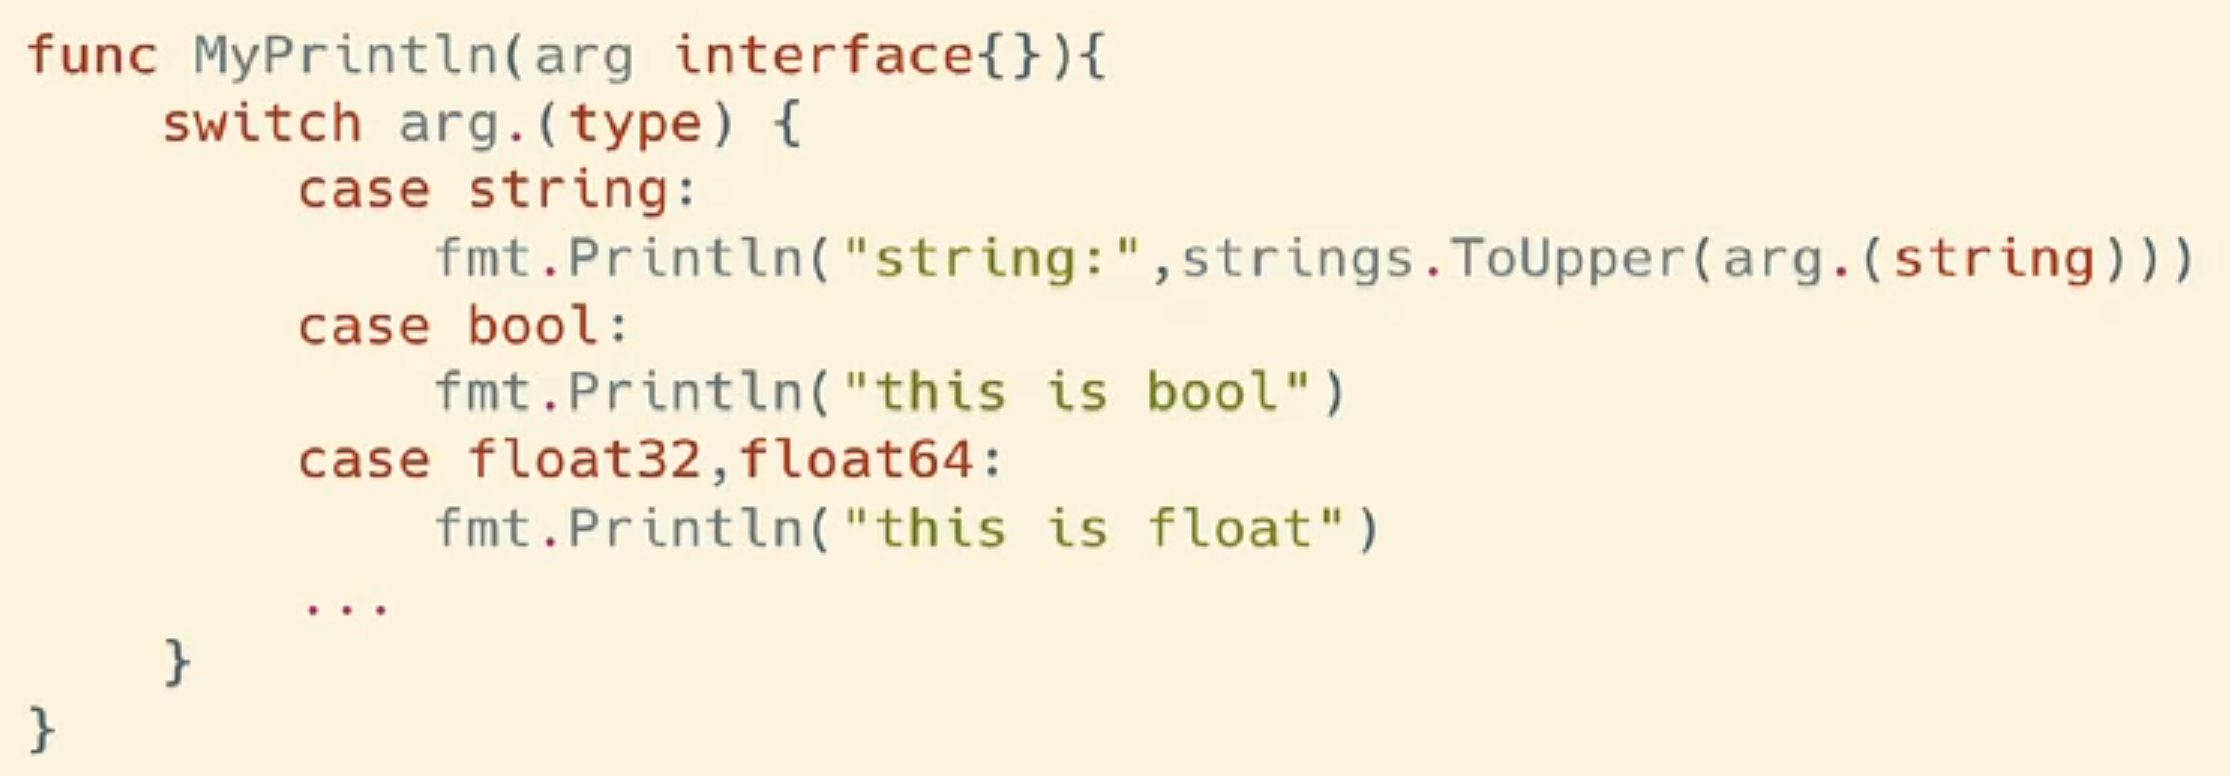 func MyPrintln(arg interface{}){
    switch arg.(type) {
        case string:
            fmt.Println("string:",strings.ToUpper(arg.(string)))
        case bool:
            fmt.Println("this is bool")
        case float32,float64:
            fmt.Println("this is float")
        ...
    }
}